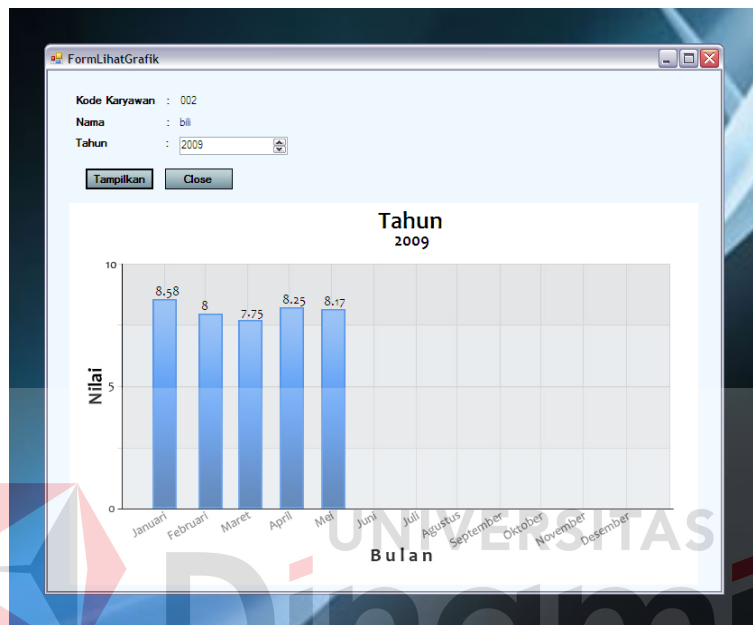 FormLihatGrafik
Kode Karyawan : 002
Nama : bili
Tahun : 2009
Tampilkan Close
Tahun
2009
10
8.58 8 7.75 8.25 8.17
Nilai
5
0
Januari Februari Maret April Mei Juni Juli Agustus September Oktober November Desember
Bulan
UNIVERSITAS